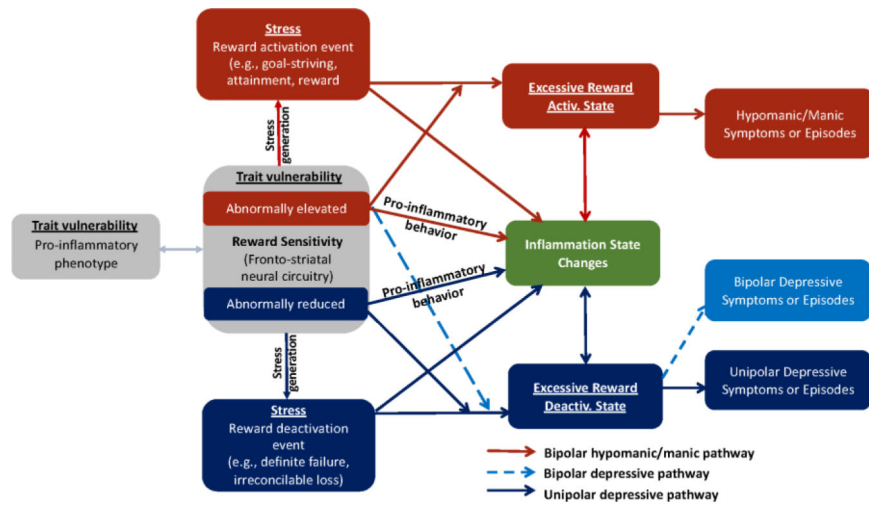 Stress
Reward activation event
(e.g., goal-striving,
attainment, reward
Excessive Reward
Activ. State
Hypomanic/Manic
Symptoms or Episodes
Stress
generation
Trait vulnerability
Abnormally elevated
Reward Sensitivity
(Fronto-striatal
neural circuitry)
Abnormally reduced
Trait vulnerability
Pro-inflammatory
phenotype
Pro-inflammatory
behavior
Inflammation State
Changes
Pro-inflammatory
behavior
Bipolar Depressive
Symptoms or Episodes
Stress
generation
Unipolar Depressive
Symptoms or Episodes
Excessive Reward
Deactiv. State
Stress
Reward deactivation
event
(e.g., definite failure,
irreconcilable loss)
Bipolar hypomanic/manic pathway
Bipolar depressive pathway
Unipolar depressive pathway